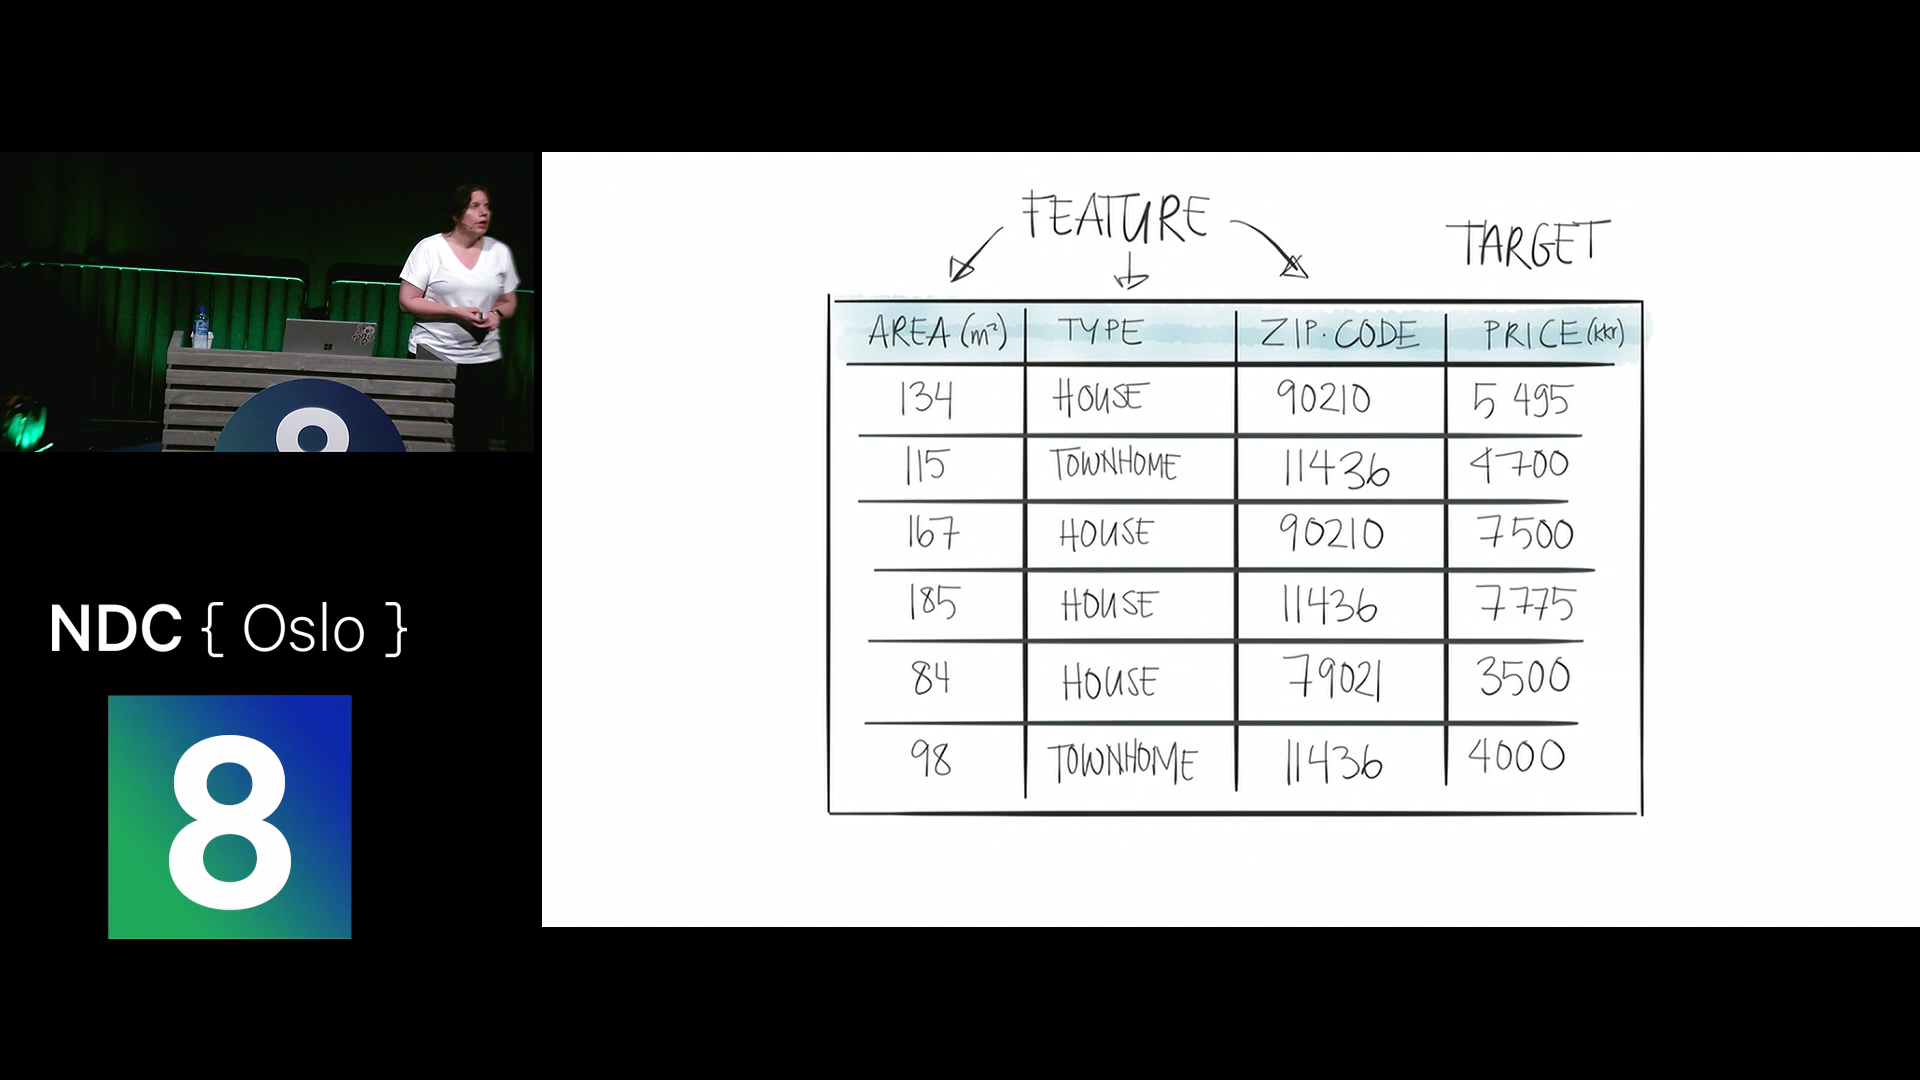 FEATURE
TARGET
AREA (m²) TYPE ZIP.CODE PRICE (kkr)
134 HOUSE 90210 5 495
115 TOWNHOME 11436 4700
167 HOUSE 90210 7500
185 HOUSE 11436 7775
84 HOUSE 79021 3500
98 TOWNHOME 11436 4000
8
NDC { Oslo }
8